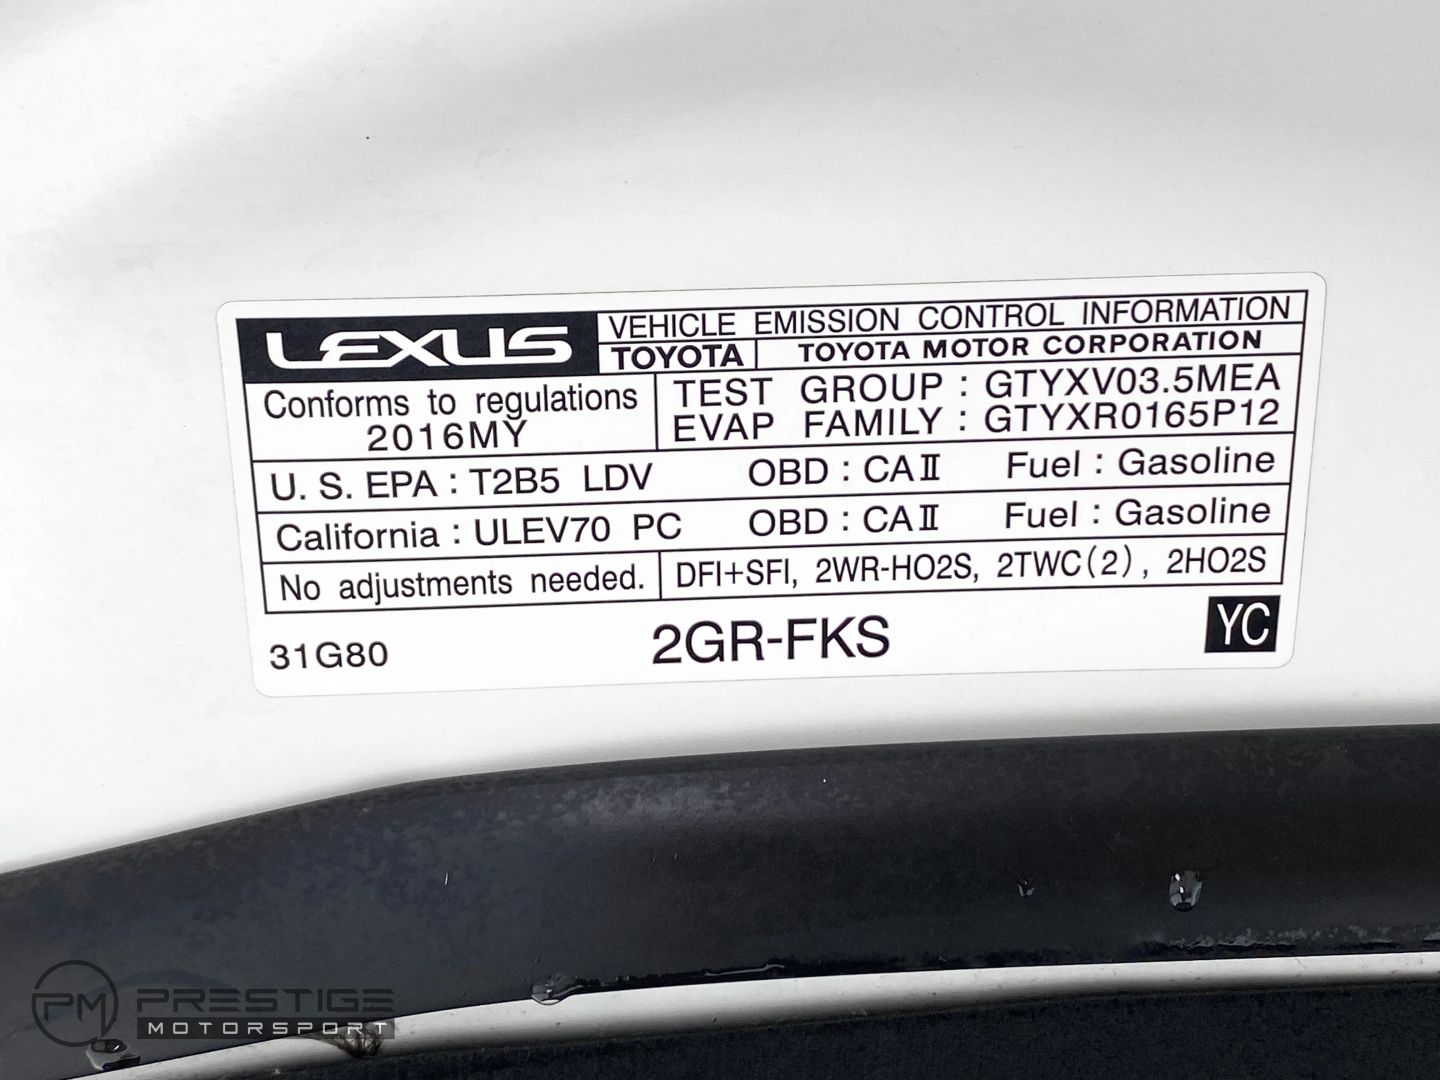 LEXUS
VEHICLE EMISSION CONTROL INFORMATION
TOYOTA TOYOTA MOTOR CORPORATION
Conforms to regulations
2016MY
TEST GROUP : GTYXV03.5MEA
EVAP FAMILY : GTYXR0165P12
U. S. EPA : T2B5 LDV OBD : CAⅡ Fuel : Gasoline
California : ULEV70 PC OBD : CAⅡ Fuel : Gasoline
No adjustments needed. DFI+SFI, 2WR-HO2S, 2TWC(2), 2HO2S
31G80 2GR-FKS YC
PM PRESTIGE
MOTORSPORT